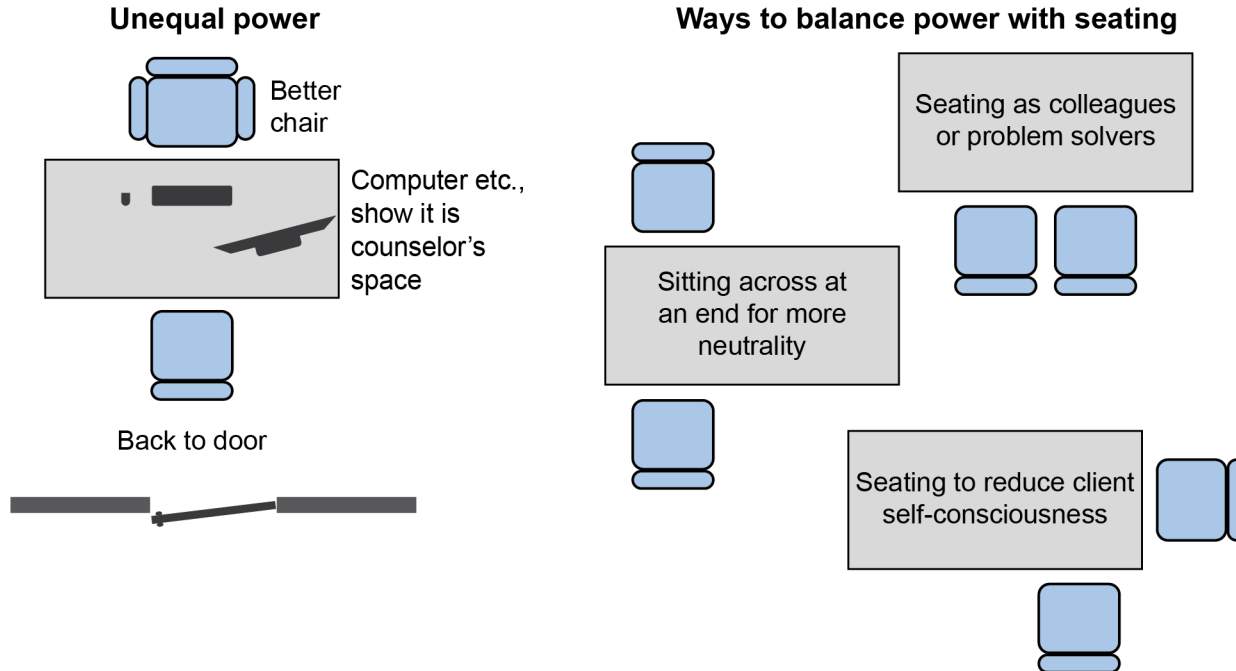 Unequal power
Better
chair
Computer etc.,
show it is
counselor’s
space
Back to door
Ways to balance power with seating
Seating as colleagues
or problem solvers
Sitting across at
an end for more
neutrality
Seating to reduce client
self-consciousness